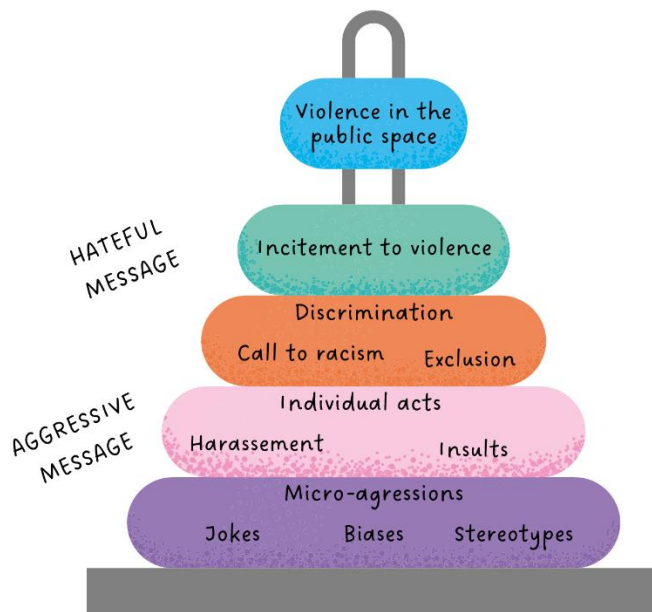 Violence in the
public space
HATEFUL
MESSAGE
Incitement to violence
Discrimination
Call to racism
Exclusion
AGGRESSIVE
MESSAGE
Individual acts
Harassement
Insults
Micro-agressions
Jokes
Biases
Stereotypes